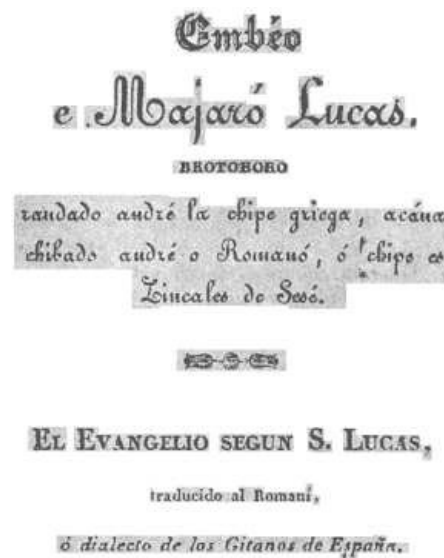 Embéo
e Majaró Lucas.
BROTOBORO
randado andré la chipe griega, acána
chibado andré o Romanó, ó chipe es
Zincales de Sesé.
EL EVANGELIO SEGUN S. LUCAS,
traducido al Romaní,
ó dialecto de los Gitanos de España.